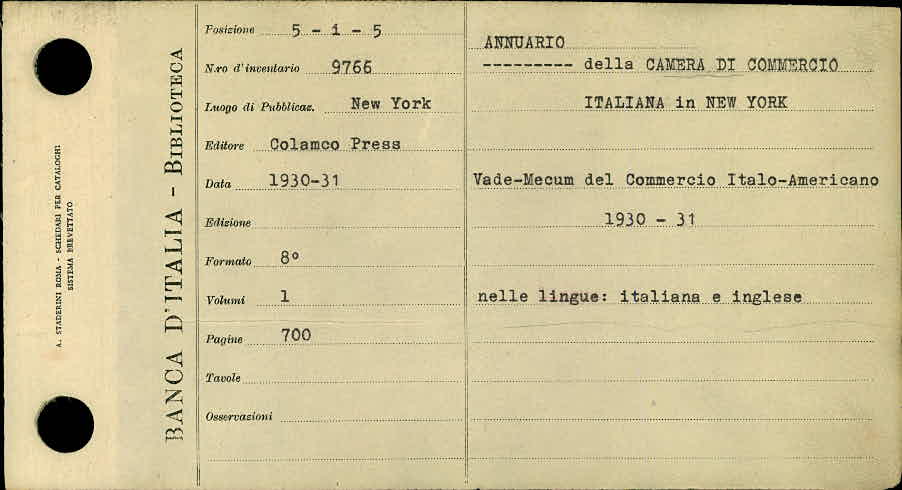 A. STADERINI ROMA - SCHEDARI PER CATALOGHI
SISTEMA BREVETTATO
BANCA D'ITALIA - BIBLIOTECA
Posizione 5 - i - 5
N.ro d'inventario 9766
Luogo di Pubblicaz. New York
Editore Colamco Press
Data 1930-31
Edizione
Formato 8°
Volumi 1
Pagine 700
Tavole
Osservazioni
ANNUARIO
--------- della CAMERA DI COMMERCIO
ITALIANA in NEW YORK
Vade-Mecum del Commercio Italo-Americano
1930 - 31
nelle lingue: italiana e inglese